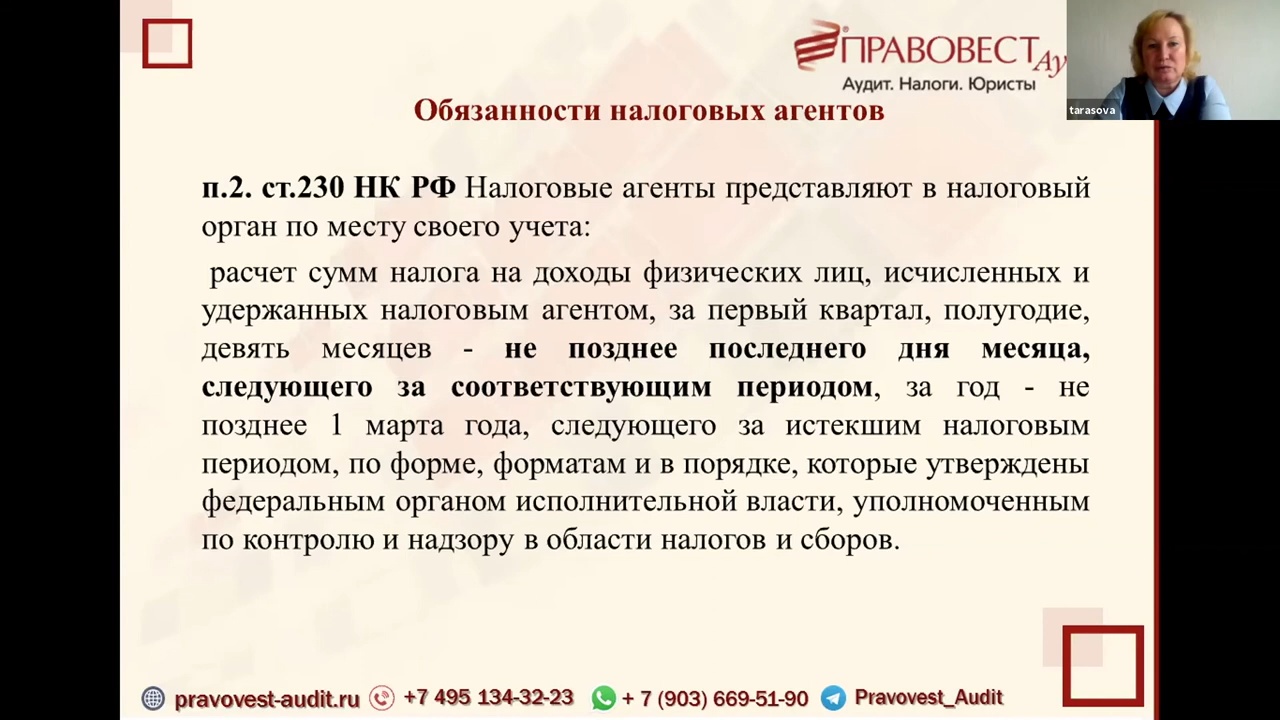 ПРАВОВЕСТ Ау
Аудит. Налоги. Юристы
tarasova
Обязанности налоговых агентов
п.2. ст.230 НК РФ Налоговые агенты представляют в налоговый
орган по месту своего учета:
расчет сумм налога на доходы физических лиц, исчисленных и
удержанных налоговым агентом, за первый квартал, полугодие,
девять месяцев - не позднее последнего дня месяца,
следующего за соответствующим периодом, за год - не
позднее 1 марта года, следующего за истекшим налоговым
периодом, по форме, форматам и в порядке, которые утверждены
федеральным органом исполнительной власти, уполномоченным
по контролю и надзору в области налогов и сборов.
pravovest-audit.ru +7 495 134-32-23 + 7 (903) 669-51-90 Pravovest_Audit